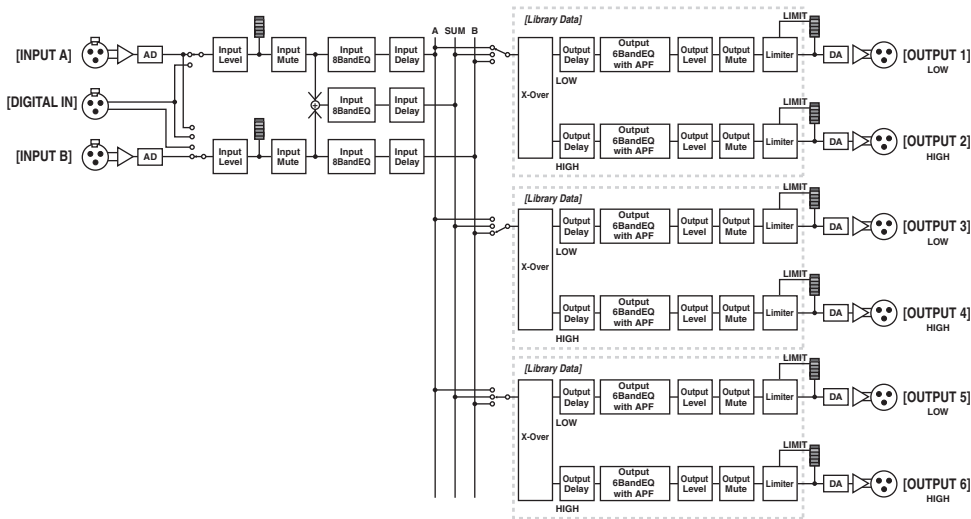 [INPUT A]
AD
Input Level
Input Mute
Input 8BandEQ
Input Delay
[DIGITAL IN]
Input 8BandEQ
Input Delay
[INPUT B]
AD
Input Level
Input Mute
Input 8BandEQ
Input Delay
A SUM B
[Library Data]
X-Over
LOW
Output Delay
Output 6BandEQ with APF
Output Level
Output Mute
Limiter
LIMIT
DA
[OUTPUT 1]
LOW
HIGH
Output Delay
Output 6BandEQ with APF
Output Level
Output Mute
Limiter
LIMIT
DA
[OUTPUT 2]
HIGH
[Library Data]
X-Over
LOW
Output Delay
Output 6BandEQ with APF
Output Level
Output Mute
Limiter
LIMIT
DA
[OUTPUT 3]
LOW
HIGH
Output Delay
Output 6BandEQ with APF
Output Level
Output Mute
Limiter
LIMIT
DA
[OUTPUT 4]
HIGH
[Library Data]
X-Over
LOW
Output Delay
Output 6BandEQ with APF
Output Level
Output Mute
Limiter
LIMIT
DA
[OUTPUT 5]
LOW
HIGH
Output Delay
Output 6BandEQ with APF
Output Level
Output Mute
Limiter
LIMIT
DA
[OUTPUT 6]
HIGH